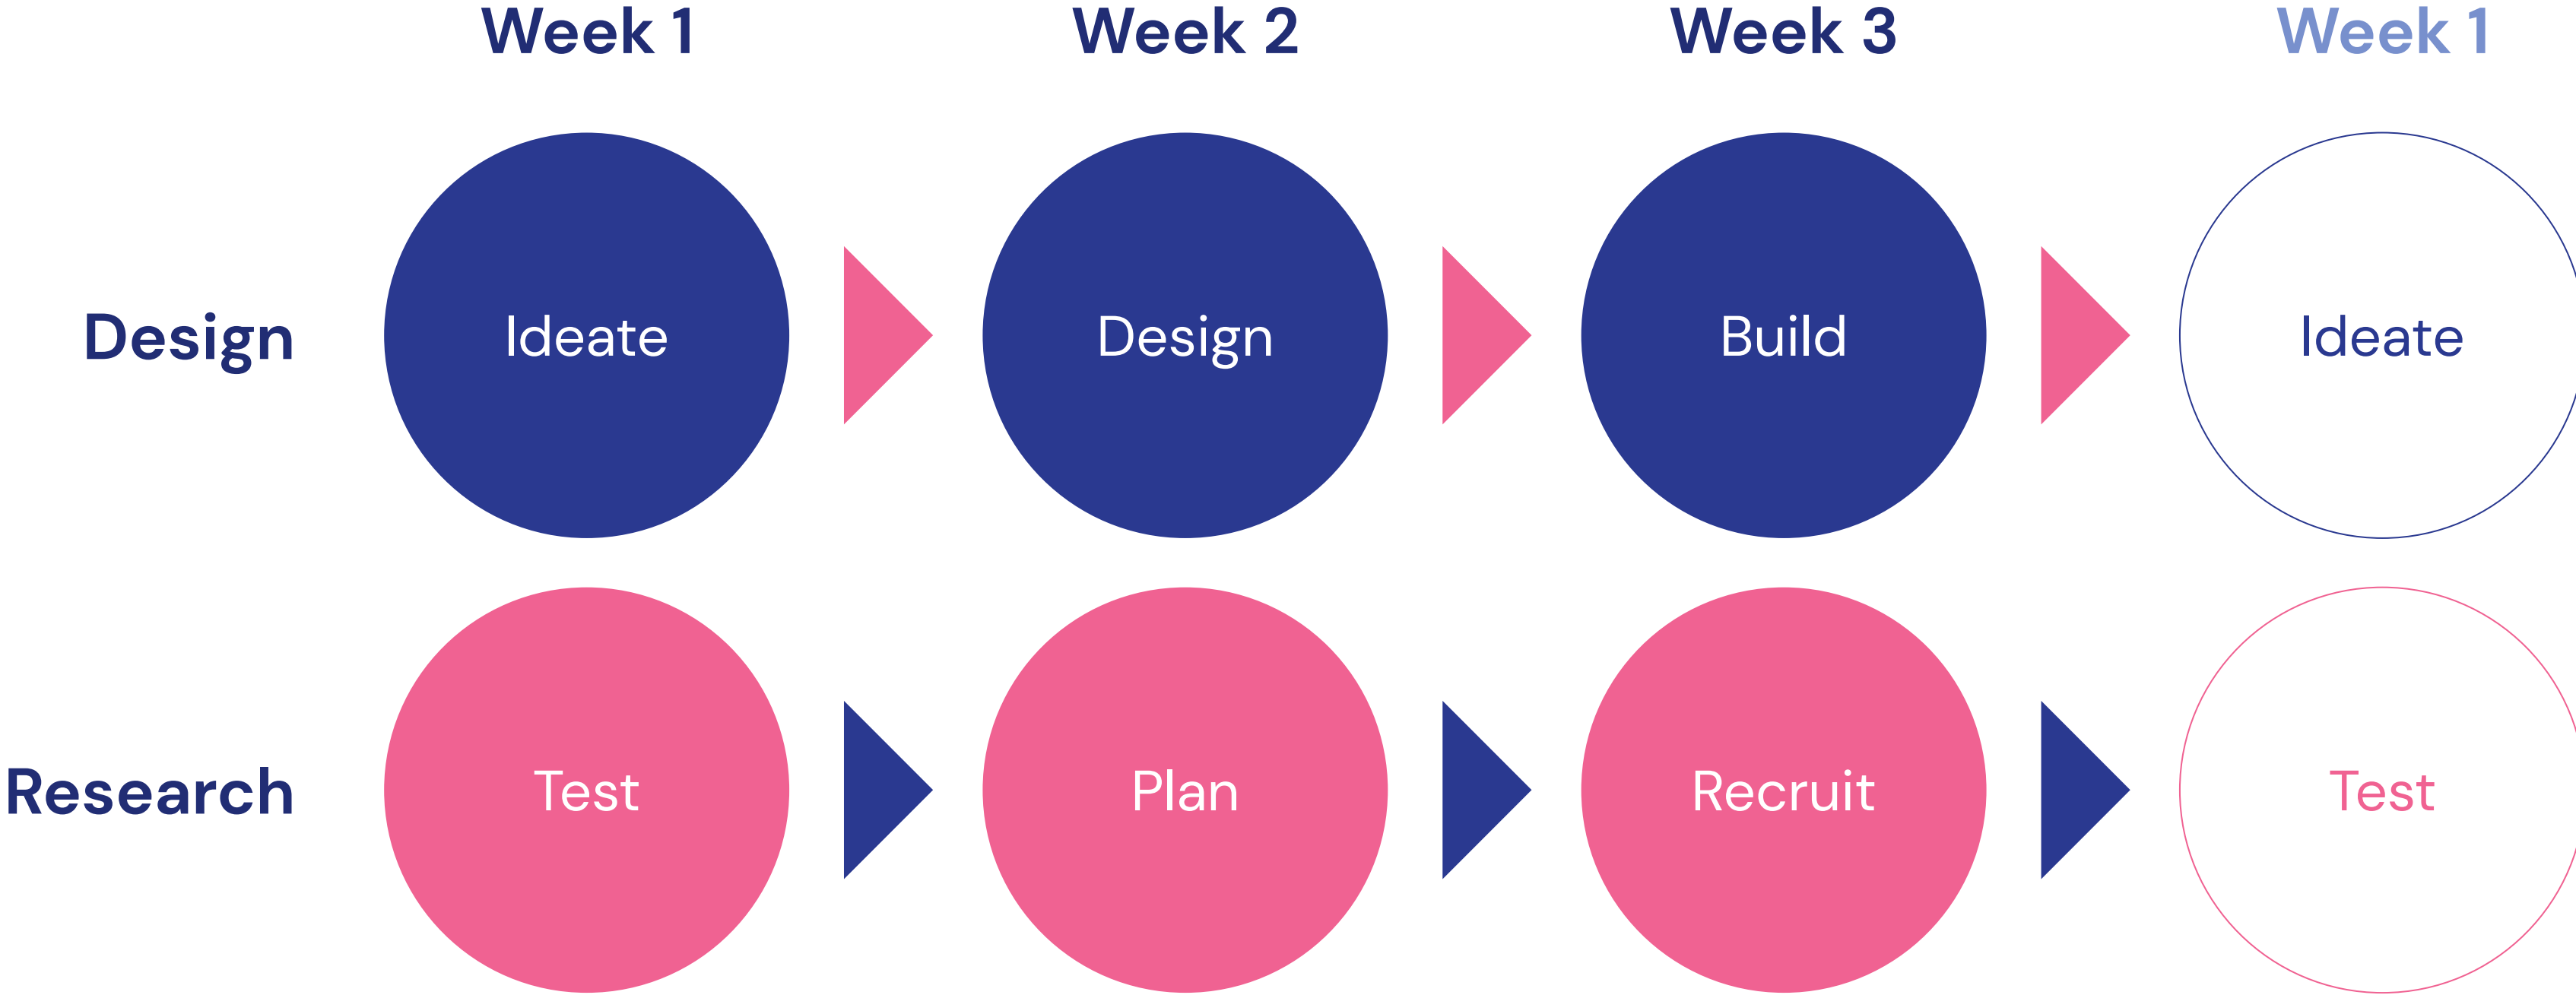 Week 1
Week 2
Week 3
Week 1
Design
Ideate
Design
Build
Ideate
Research
Test
Plan
Recruit
Test